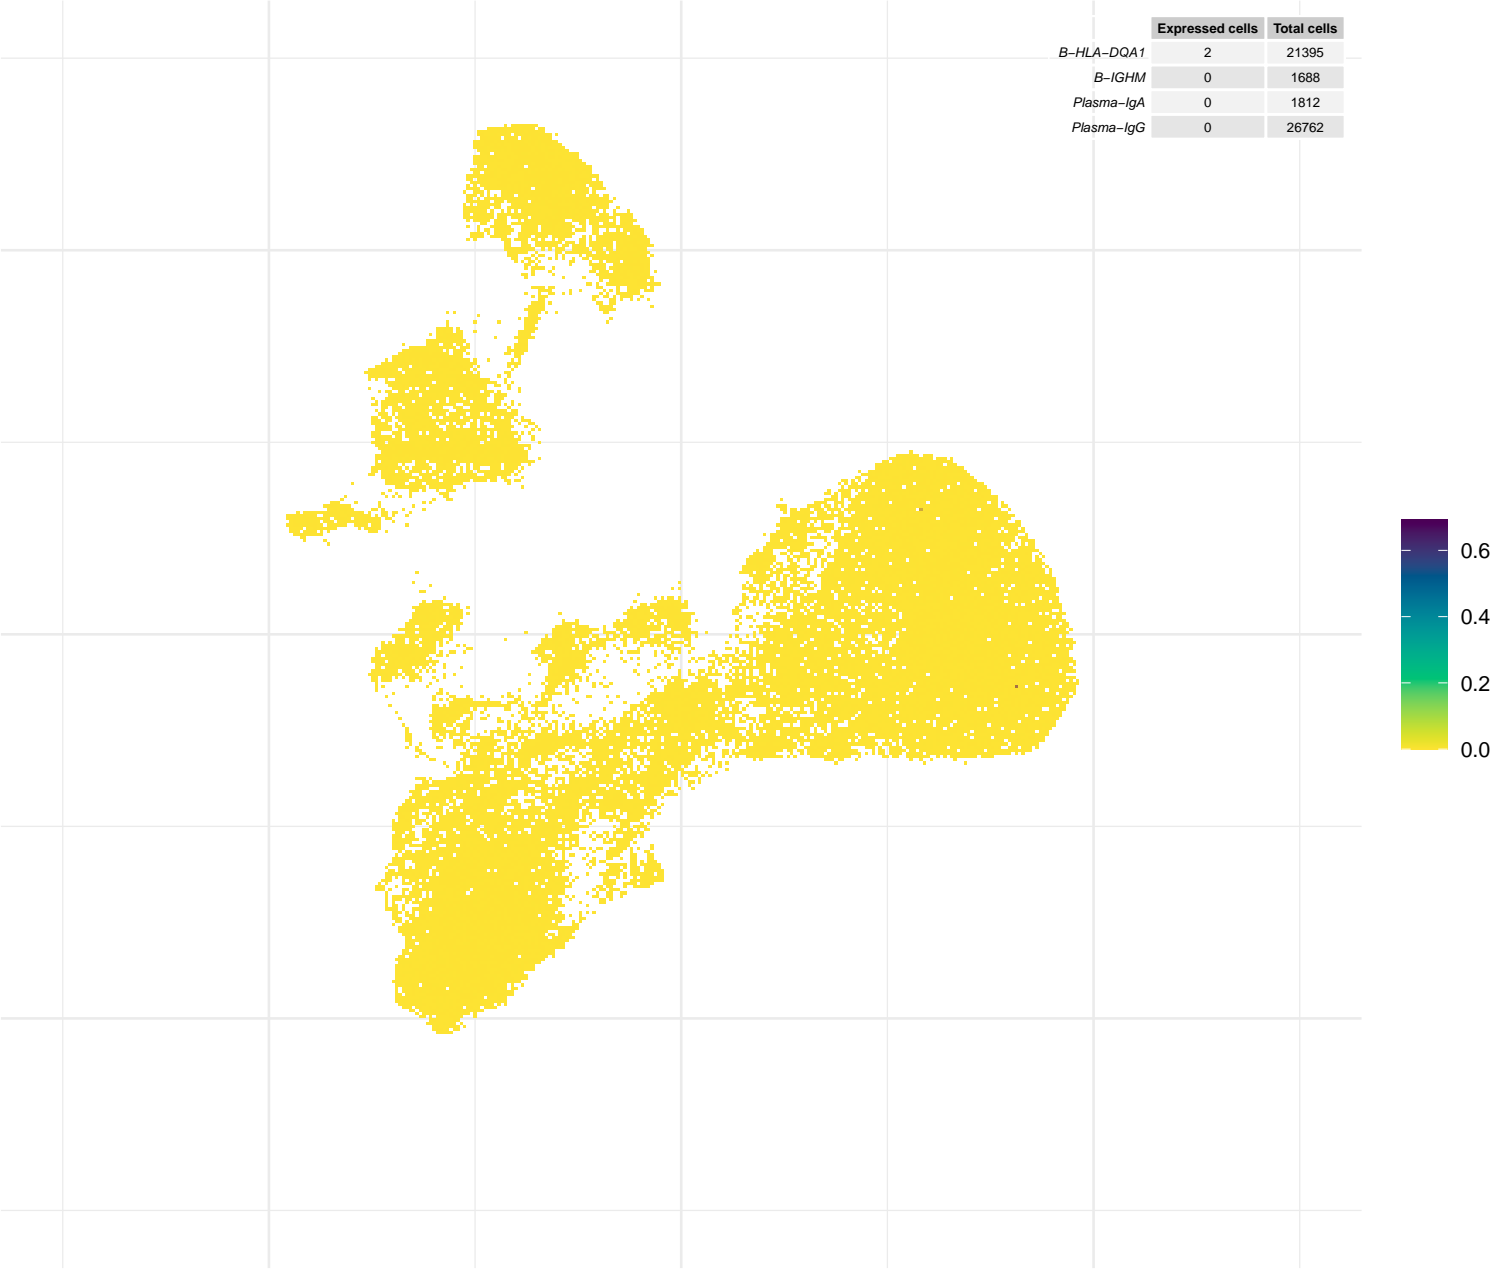 Expressed cells Total cells
B−HLA−DQA1 2 21395
B−IGHM 0 1688
Plasma−IgA 0 1812
Plasma−IgG 0 26762
0.6
0.4
0.2
0.0